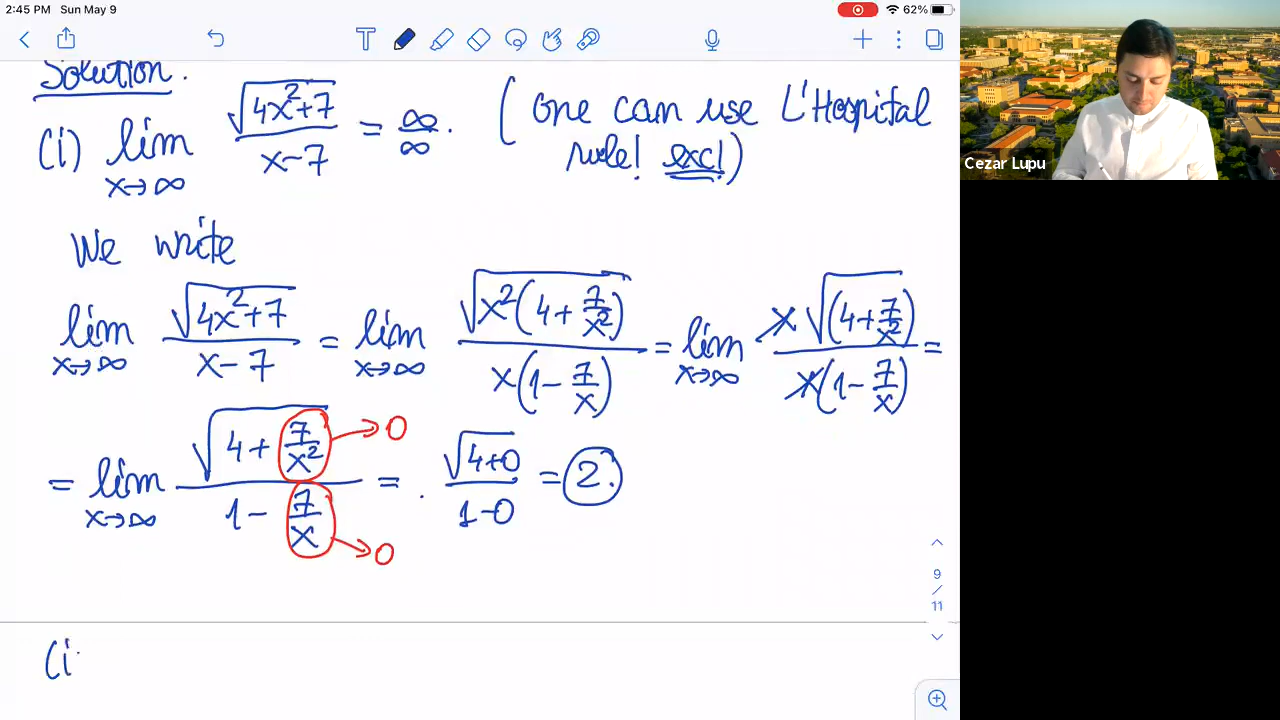 2:45 PM Sun May 9
62%
T
Solution.
(i) lim x→∞ √(4x²+7) / (x-7) = ∞/∞. (one can use L'Hospital
rule! exc!)
We write
lim x→∞ √(4x²+7) / (x-7) = lim x→∞ √(x²(4+7/x²)) / (x(1-7/x)) = lim x→∞ x√((4+7/x²)) / (x(1-7/x)) =
= lim x→∞ √(4+7/x²) / (1-7/x) = . √(4+0) / (1-0) = 2.
→0
→0
(i
9
/
11
Cezar Lupu